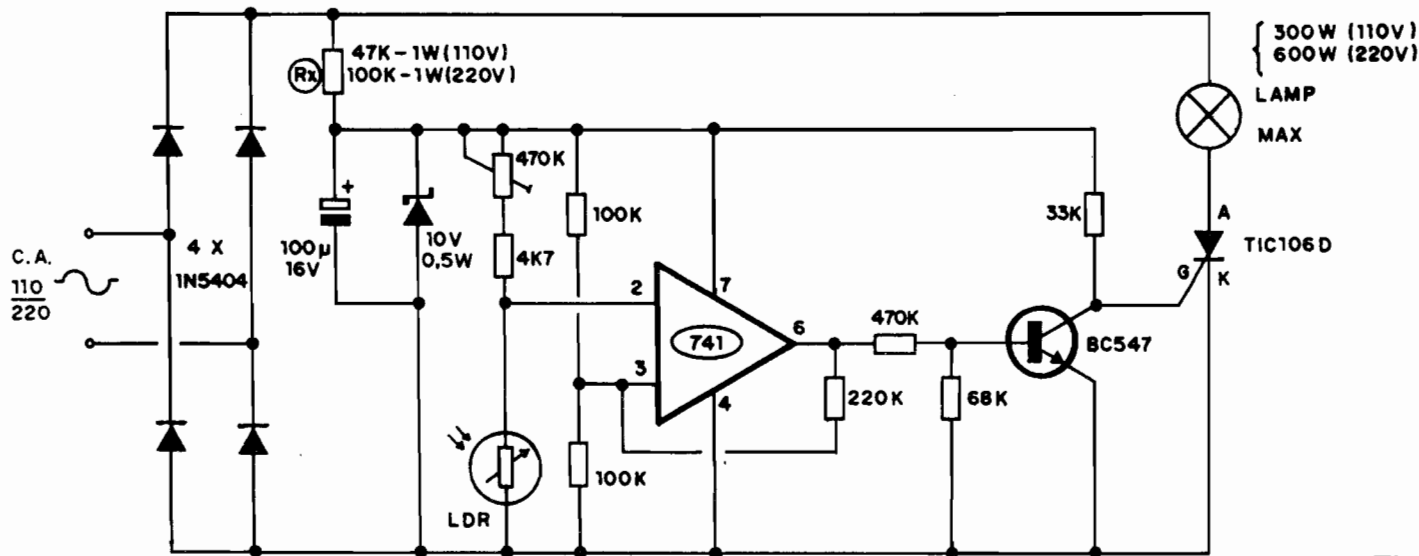 47K-1W(110V)
Rx
100K-1W(220V)
300W (110V)
600W (220V)
LAMP
MAX
470K
100K
+
100µ
16V
10V
0,5W
4K7
33K
A
TIC106D
G
K
C.A.
110
220
4 X
1N5404
2
7
741
6
470K
BC547
3
4
220K
68K
100K
LDR